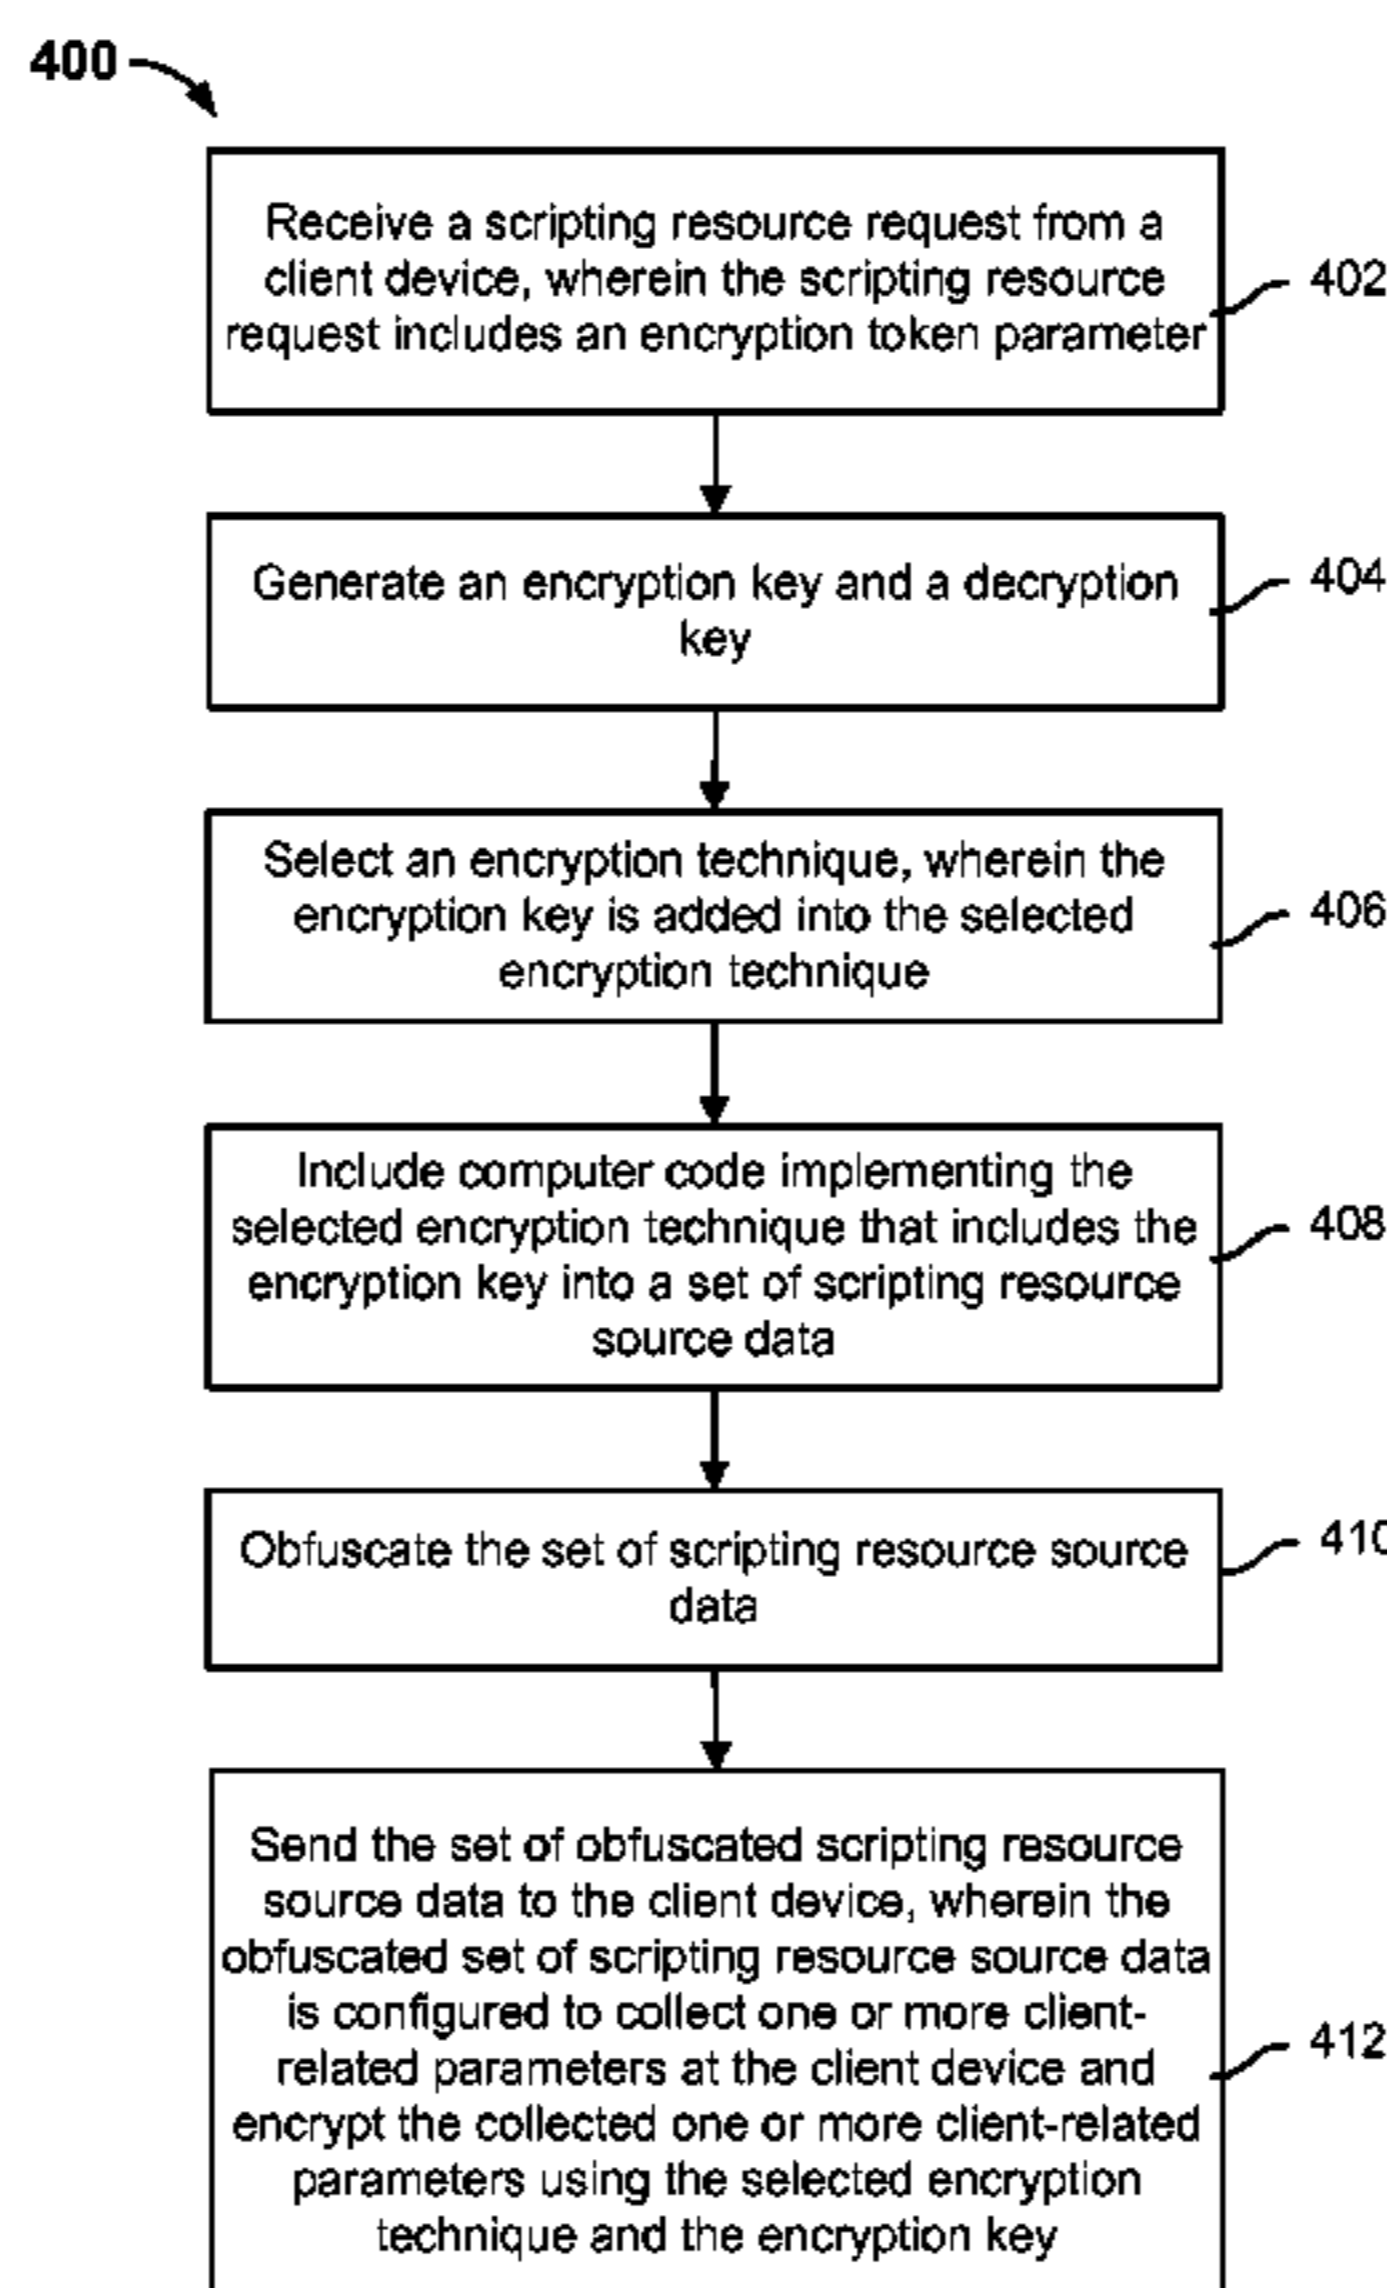 400
Receive a scripting resource request from a
client device, wherein the scripting resource
request includes an encryption token parameter
402
Generate an encryption key and a decryption
key
404
Select an encryption technique, wherein the
encryption key is added into the selected
encryption technique
406
Include computer code implementing the
selected encryption technique that includes the
encryption key into a set of scripting resource
source data
408
Obfuscate the set of scripting resource source
data
410
Send the set of obfuscated scripting resource
source data to the client device, wherein the
obfuscated set of scripting resource source data
is configured to collect one or more client-
related parameters at the client device and
encrypt the collected one or more client-related
parameters using the selected encryption
technique and the encryption key
412